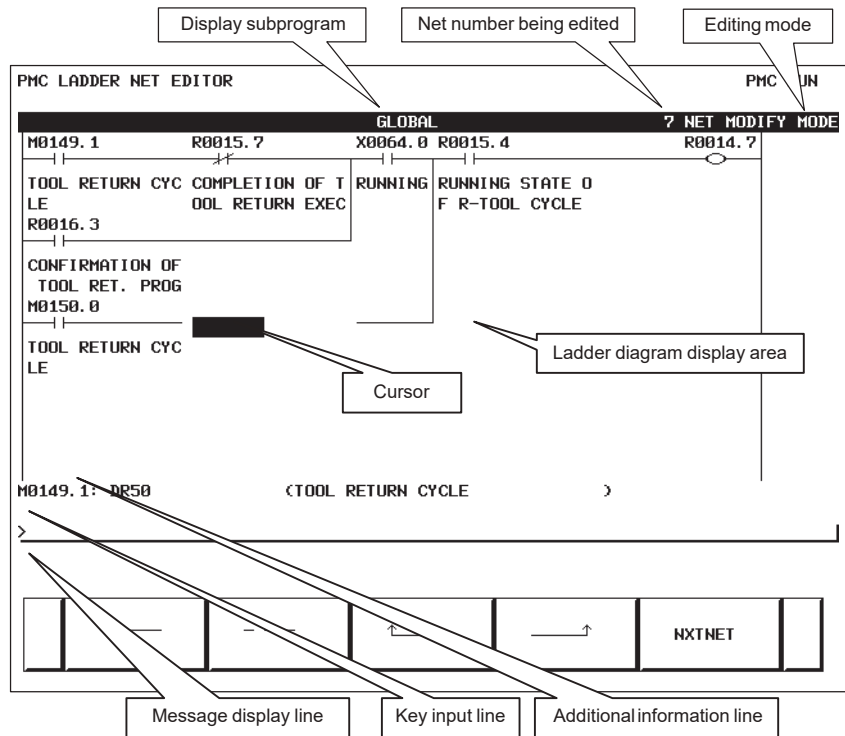 Display subprogram
Net number being edited
Editing mode
PMC LADDER NET EDITOR
PMC UN
GLOBAL
7 NET MODIFY MODE
M0149.1 R0015.7 X0064.0 R0015.4 R0014.7
TOOL RETURN CYC COMPLETION OF T RUNNING RUNNING STATE O
LE OOL RETURN EXEC F R-TOOL CYCLE
R0016.3
CONFIRMATION OF
TOOL RET. PROG
M0150.0
TOOL RETURN CYC
LE
Ladder diagram display area
Cursor
M0149.1: DR50 (TOOL RETURN CYCLE )
>
NXTNET
Message display line
Key input line
Additional information line